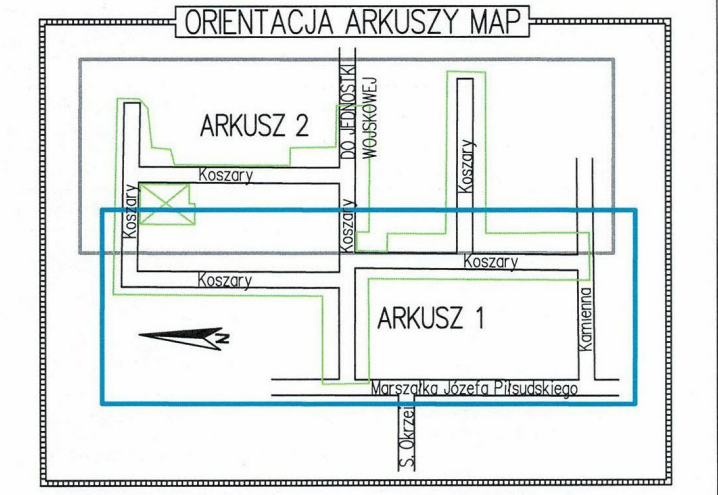 ORIENTACJA ARKUSZY MAP
DO JEDNOSTKI
WOJSKOWEJ
ARKUSZ 2
Koszary
Koszary
Koszary
Koszary
Koszary
Koszary
ARKUSZ 1
Kamienna
N
Marszałka Józefa Piłsudskiego
S. Okrzei